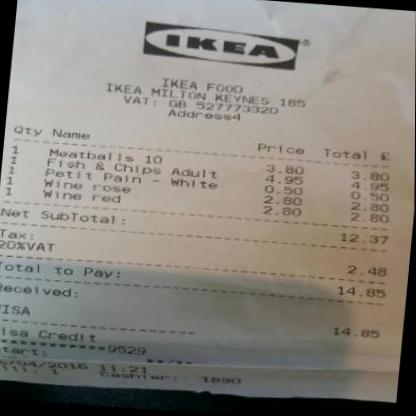 IKEA®
IKEA FOOD
IKEA MILTON KEYNES 185
VAT: GB 527773320
Address4
Qty Name Price Total £
1 Meatballs 10 3.80 3.80
1 Fish & Chips Adult 4.95 4.95
1 Petit Pain - White 0.50 0.50
1 Wine rose 2.80 2.80
1 Wine red 2.80 2.80
Net SubTotal: 12.37
Tax:
20%VAT 2.48
Total to Pay: 14.85
Received:
VISA 14.85
Visa Credit
************9529
Start: **/**
/04/2016 11:21
Cashier: 1890